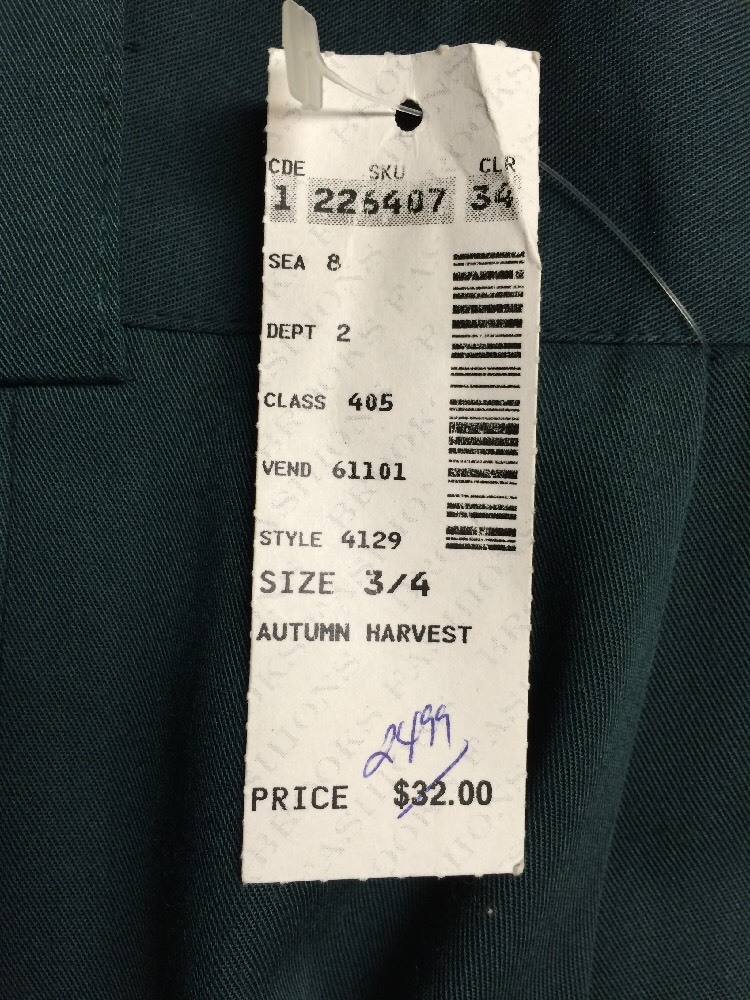 CDE SKU CLR
1 226407 34
SEA 8
DEPT 2
CLASS 405
VEND 61101
STYLE 4129
SIZE 3/4
AUTUMN HARVEST
2499
PRICE $32.00